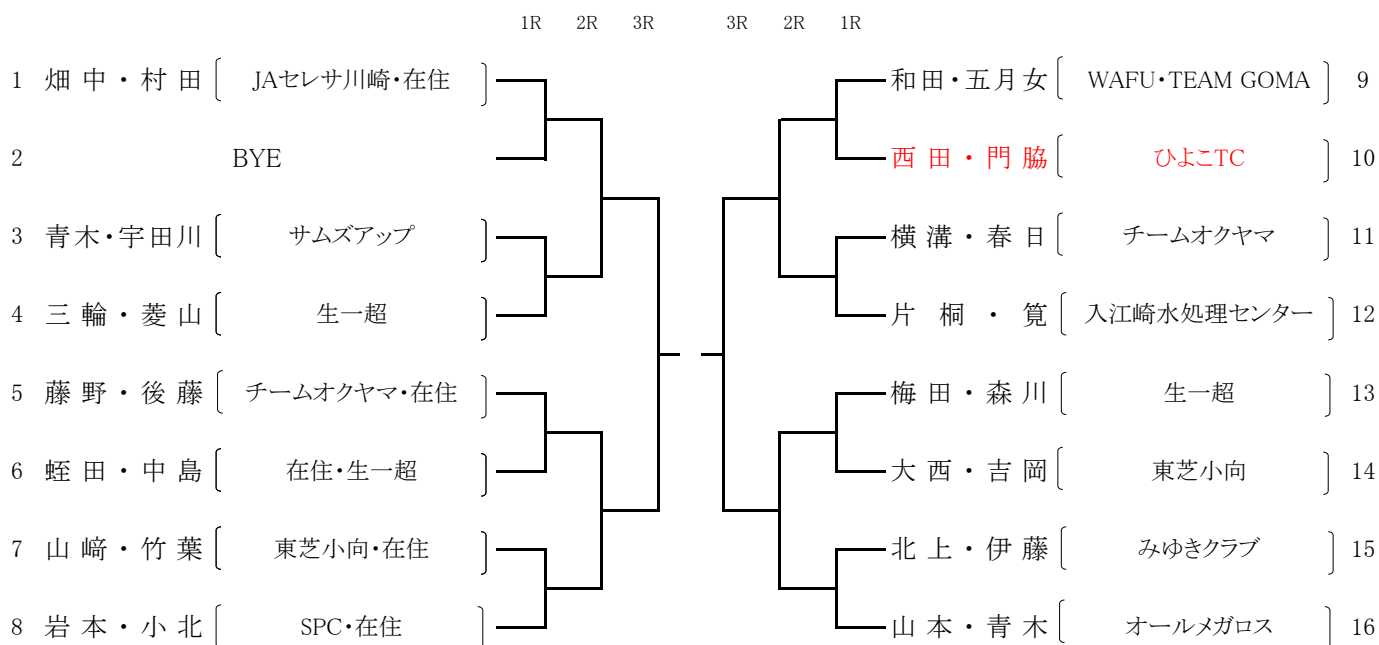 1R 2R 3R 3R 2R 1R
1 畑中・村田 JAセレサ川崎・在住 和田・五月女 WAFU・TEAM GOMA 9
2 BYE 西田・門脇 ひよこTC 10
3 青木・宇田川 サムズアップ 横溝・春日 チームオクヤマ 11
4 三輪・菱山 生一超 片桐・筧 入江崎水処理センター 12
5 藤野・後藤 チームオクヤマ・在住 梅田・森川 生一超 13
6 蛭田・中島 在住・生一超 大西・吉岡 東芝小向 14
7 山﨑・竹葉 東芝小向・在住 北上・伊藤 みゆきクラブ 15
8 岩本・小北 SPC・在住 山本・青木 オールメガロス 16